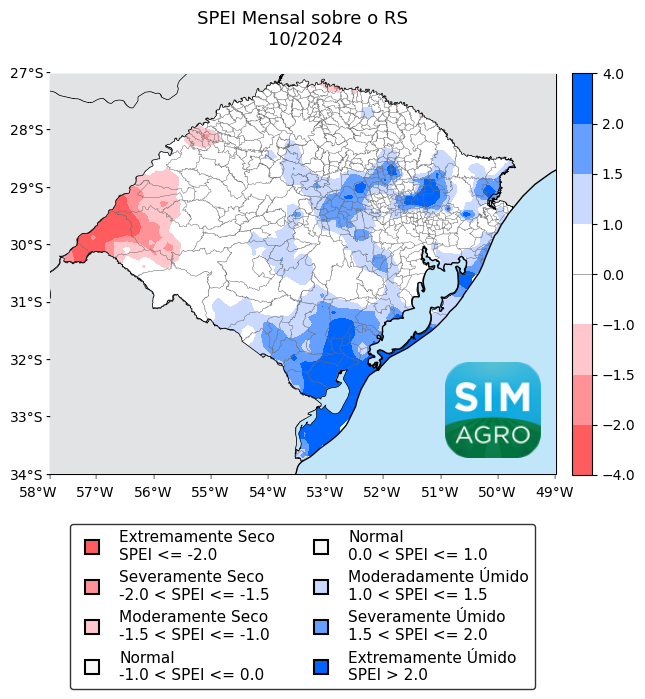 SPEI Mensal sobre o RS
10/2024
27°S
28°S
29°S
30°S
31°S
32°S
33°S
34°S
58°W 57°W 56°W 55°W 54°W 53°W 52°W 51°W 50°W 49°W
4.0
2.0
1.5
1.0
0.0
−1.0
−1.5
−2.0
−4.0
SIM
AGRO
Extremamente Seco
SPEI <= -2.0
Severamente Seco
-2.0 < SPEI <= -1.5
Moderamente Seco
-1.5 < SPEI <= -1.0
Normal
-1.0 < SPEI <= 0.0
Normal
0.0 < SPEI <= 1.0
Moderadamente Úmido
1.0 < SPEI <= 1.5
Severamente Úmido
1.5 < SPEI <= 2.0
Extremamente Úmido
SPEI > 2.0